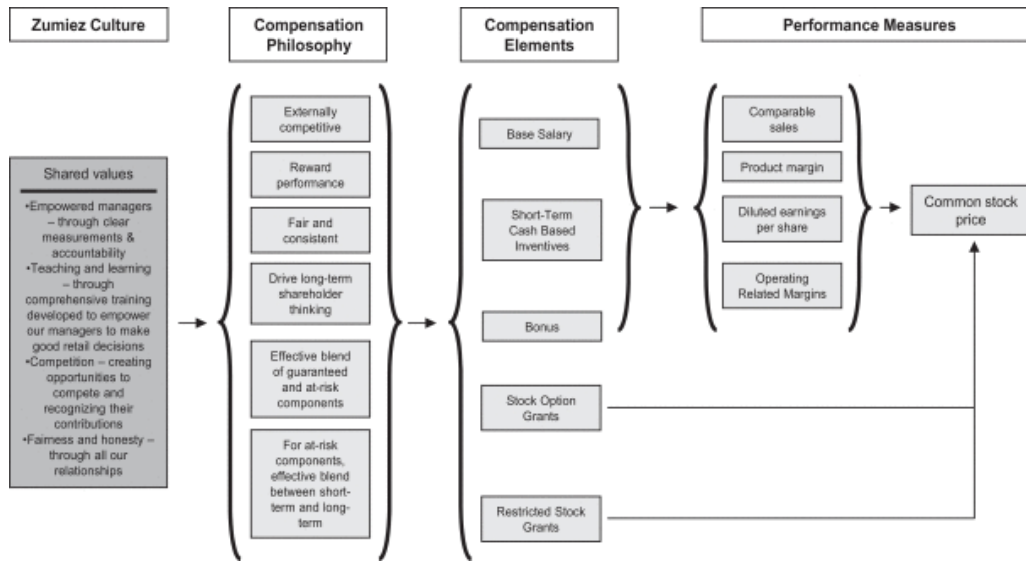 Zumiez Culture
Compensation
Philosophy
Compensation
Elements
Performance Measures
Shared values
•Empowered managers
– through clear
measurements &
accountability
•Teaching and learning
– through
comprehensive training
developed to empower
our managers to make
good retail decisions
•Competition – creating
opportunities to
compete and
recognizing their
contributions
•Fairness and honesty –
through all our
relationships
Externally
competitive
Reward
performance
Fair and
consistent
Drive long-term
shareholder
thinking
Effective blend
of guaranteed
and at-risk
components
For at-risk
components,
effective blend
between short-
term and long-
term
Base Salary
Short-Term
Cash Based
Inventives
Bonus
Stock Option
Grants
Restricted Stock
Grants
Comparable
sales
Product margin
Diluted earnings
per share
Operating
Related Margins
Common stock
price